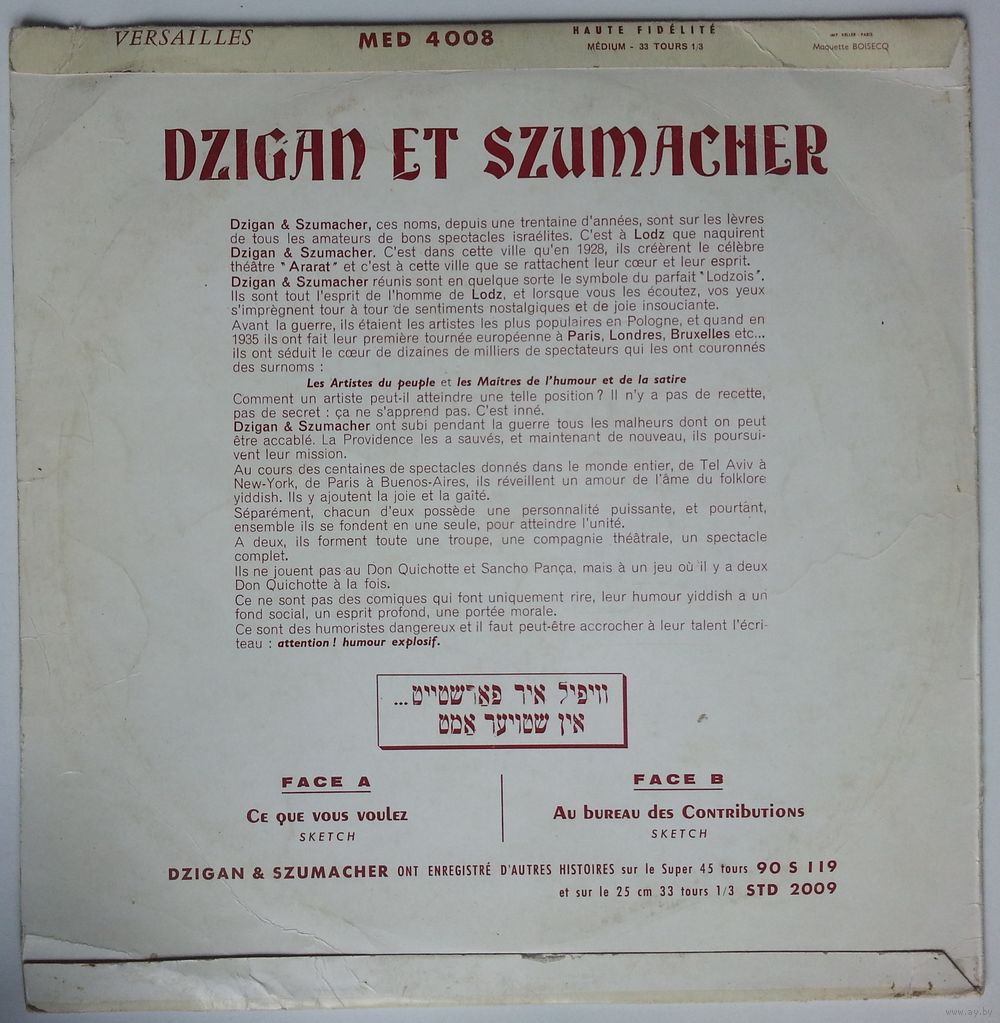 VERSAILLES
MED 4008
HAUTE FIDÉLITÉ
MÉDIUM - 33 TOURS 1/3
IMP KELLER - PARIS
Maquette BOISECQ
DZIGAN ET SZUMACHER
Dzigan & Szumacher, ces noms, depuis une trentaine d'années, sont sur les lèvres
de tous les amateurs de bons spectacles israélites. C'est à Lodz que naquirent
Dzigan & Szumacher. C'est dans cette ville qu'en 1928, ils créèrent le célèbre
théâtre "Ararat" et c'est à cette ville que se rattachent leur cœur et leur esprit.
Dzigan & Szumacher réunis sont en quelque sorte le symbole du parfait "Lodzois".
Ils sont tout l'esprit de l'homme de Lodz, et lorsque vous les écoutez, vos yeux
s'imprègnent tour à tour de sentiments nostalgiques et de joie insouciante.
Avant la guerre, ils étaient les artistes les plus populaires en Pologne, et quand en
1935 ils ont fait leur première tournée européenne à Paris, Londres, Bruxelles etc...
ils ont séduit le cœur de dizaines de milliers de spectateurs qui les ont couronnés
des surnoms :
Les Artistes du peuple et les Maîtres de l'humour et de la satire
Comment un artiste peut-il atteindre une telle position ? Il n'y a pas de recette,
pas de secret : ça ne s'apprend pas. C'est inné.
Dzigan & Szumacher ont subi pendant la guerre tous les malheurs dont on peut
être accablé. La Providence les a sauvés, et maintenant de nouveau, ils poursui-
vent leur mission.
Au cours des centaines de spectacles donnés dans le monde entier, de Tel Aviv à
New-York, de Paris à Buenos-Aires, ils réveillent un amour de l'âme du folklore
yiddish. Ils y ajoutent la joie et la gaîté.
Séparément, chacun d'eux possède une personnalité puissante, et pourtant,
ensemble ils se fondent en une seule, pour atteindre l'unité.
A deux, ils forment toute une troupe, une compagnie théâtrale, un spectacle
complet.
Ils ne jouent pas au Don Quichotte et Sancho Pança, mais à un jeu où il y a deux
Don Quichotte à la fois.
Ce ne sont pas des comiques qui font uniquement rire, leur humour yiddish a un
fond social, un esprit profond, une portée morale.
Ce sont des humoristes dangereux et il faut peut-être accrocher à leur talent l'écri-
teau : attention ! humour explosif.
וויפיל איר פארשטייט...
אין שטויער אַמט
FACE A
CE QUE VOUS VOULEZ
SKETCH
FACE B
AU BUREAU DES CONTRIBUTIONS
SKETCH
DZIGAN & SZUMACHER ONT ENREGISTRÉ D'AUTRES HISTOIRES sur le Super 45 tours 90 S 119
et sur le 25 cm 33 tours 1/3 STD 2009
www.ay.by